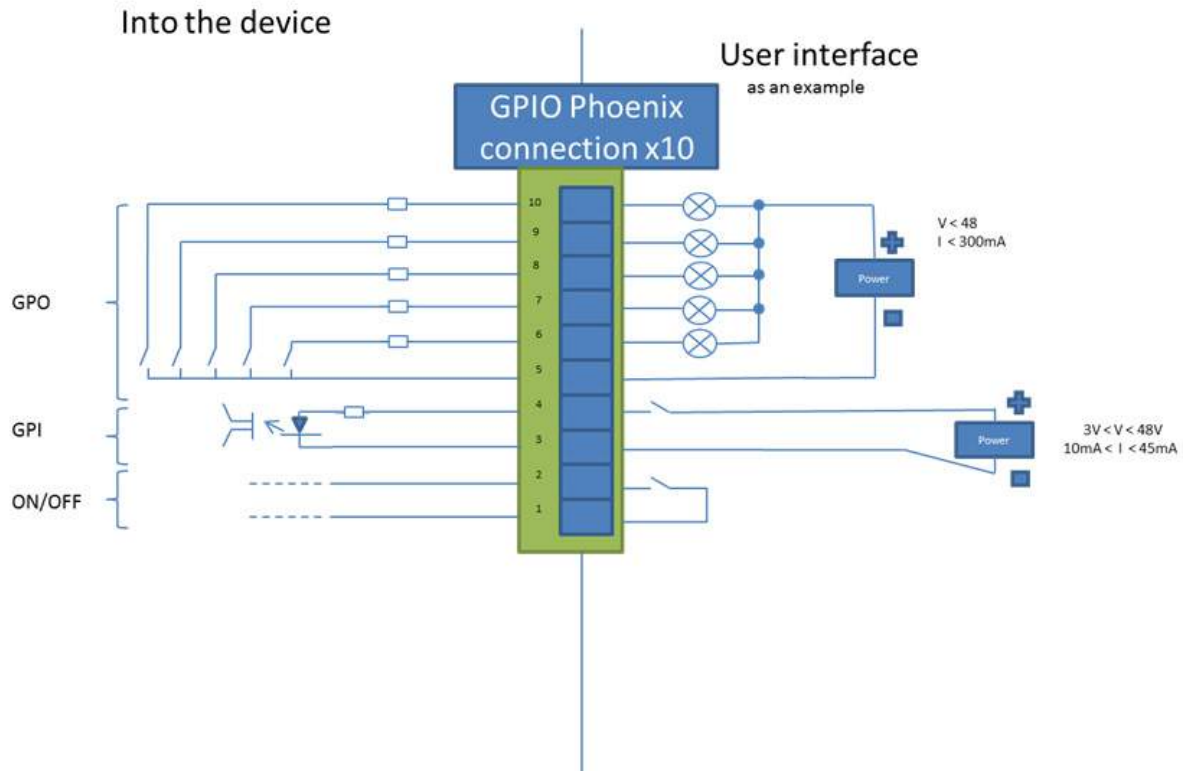 Into the device
User interface
as an example
GPIO Phoenix
connection x10
10
9
8
7
6
5
4
3
2
1
GPO
GPI
ON/OFF
V < 48
I < 300mA
Power
3V < V < 48V
10mA < I < 45mA
Power